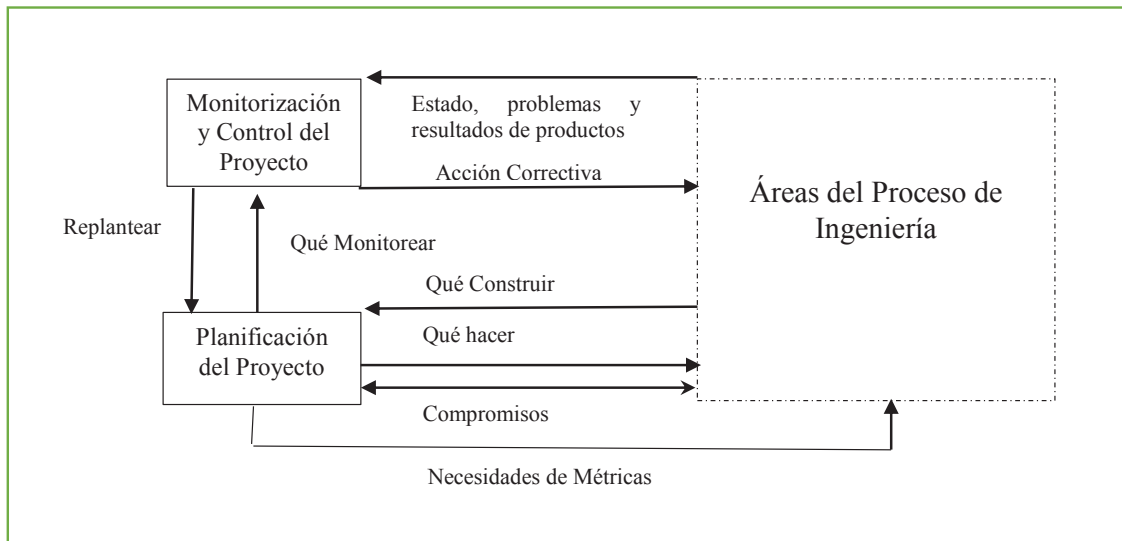 Monitorización
y Control del
Proyecto
Estado, problemas y
resultados de productos
Acción Correctiva
Áreas del Proceso de
Ingeniería
Replantear
Qué Monitorear
Qué Construir
Planificación
del Proyecto
Qué hacer
Compromisos
Necesidades de Métricas